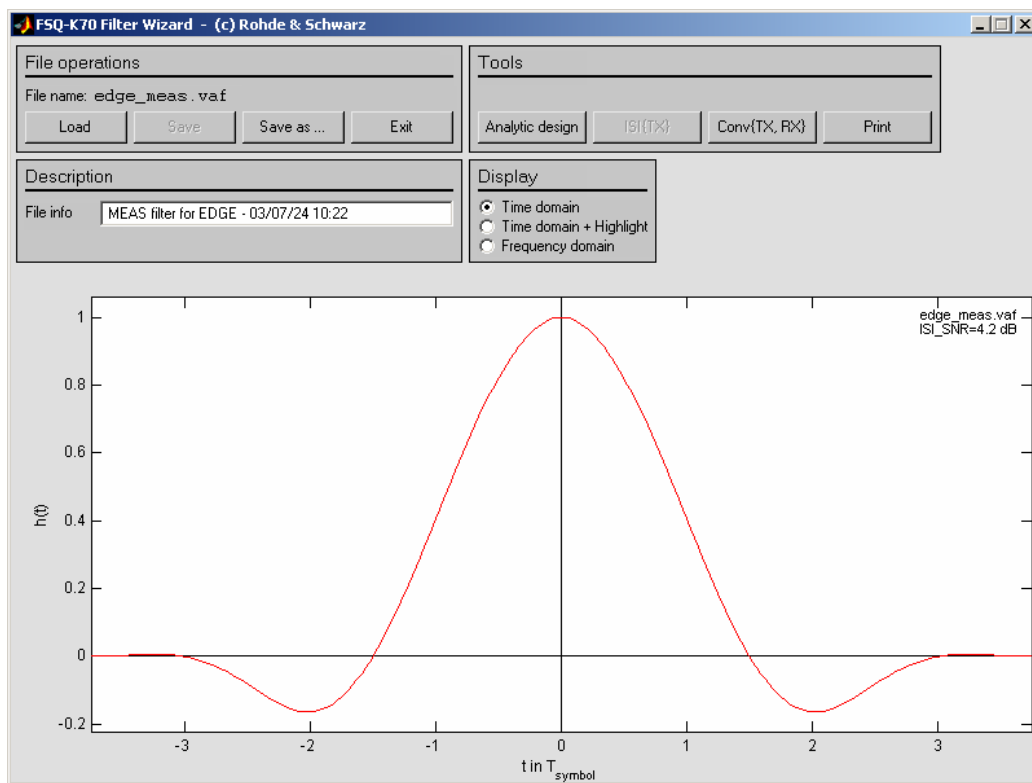 FSQ-K70 Filter Wizard - (c) Rohde & Schwarz
File operations
File name: edge_meas.vaf
Load
Save
Save as ...
Exit
Tools
Analytic design
ISI{TX}
Conv{TX, RX}
Print
Description
File info
MEAS filter for EDGE - 03/07/24 10:22
Display
Time domain
Time domain + Highlight
Frequency domain
edge_meas.vaf
ISI_SNR=4.2 dB
1
0.8
0.6
0.4
0.2
0
-0.2
h(t)
-3
-2
-1
0
1
2
3
t in Tsymbol